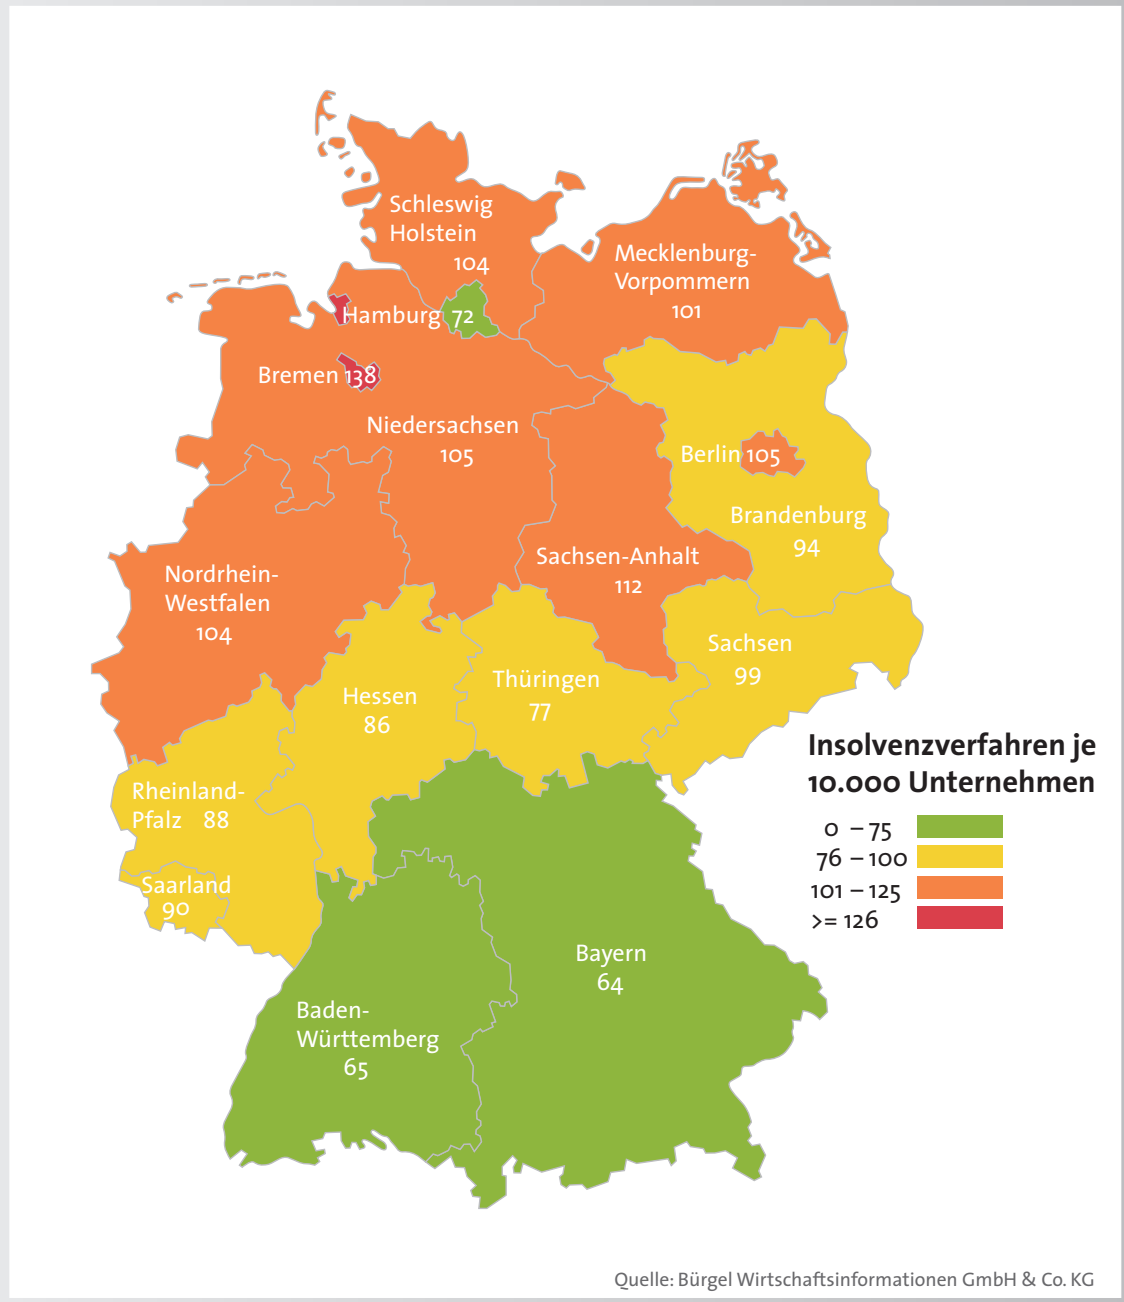 Schleswig
Holstein
104
Mecklenburg-
Vorpommern
101
Hamburg 72
Bremen 138
Niedersachsen
105
Berlin 105
Brandenburg
94
Sachsen-Anhalt
112
Nordrhein-
Westfalen
104
Sachsen
99
Thüringen
77
Hessen
86
Rheinland-
Pfalz 88
Saarland
90
Insolvenzverfahren je
10.000 Unternehmen
0 – 75
76 – 100
101 – 125
>= 126
Bayern
64
Baden-
Württemberg
65
Quelle: Bürgel Wirtschaftsinformationen GmbH & Co. KG